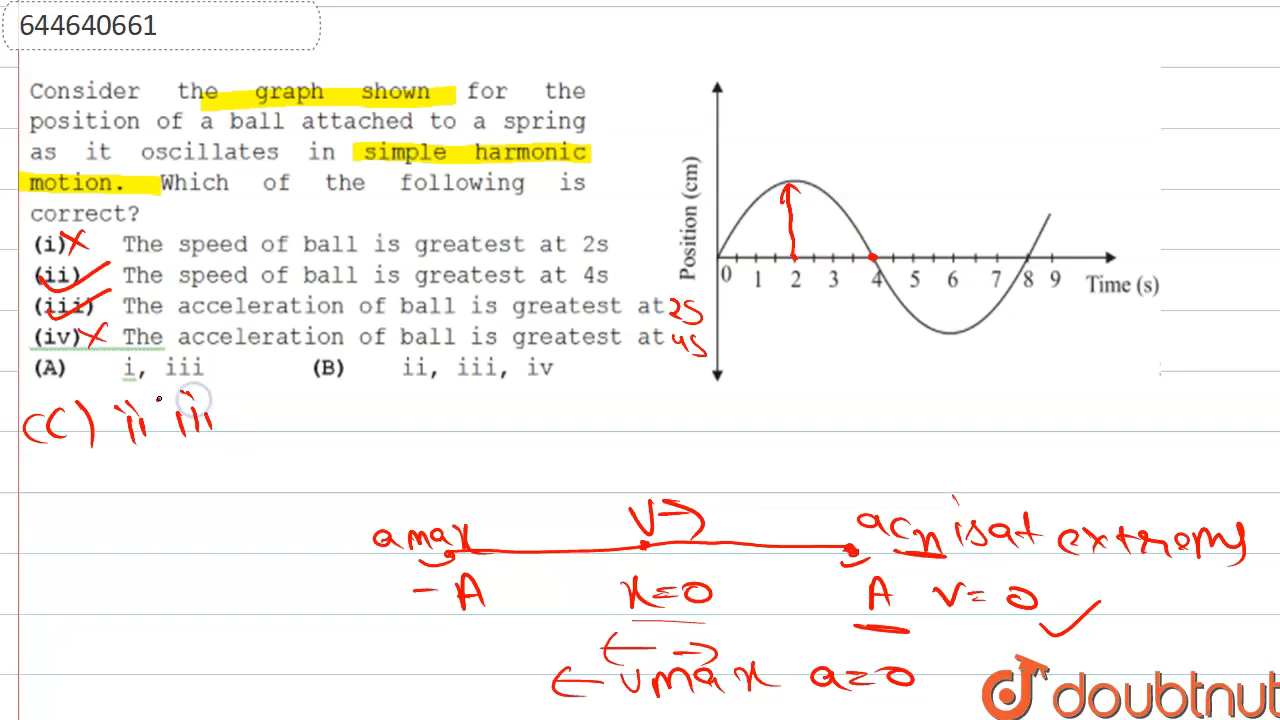 644640661
Consider the graph shown for the
position of a ball attached to a spring
as it oscillates in simple harmonic
motion. Which of the following is
correct?
(i) The speed of ball is greatest at 2s
(ii) The speed of ball is greatest at 4s
(iii) The acceleration of ball is greatest at 2s
(iv) The acceleration of ball is greatest at 4s
(A) i, iii (B) ii, iii, iv
(C) ii iii
Position (cm)
0 1 2 3 4 5 6 7 8 9
Time (s)
a max
V
acn is at extrems
-A
x=0
A
v=0
vmax a=0
doubtnut